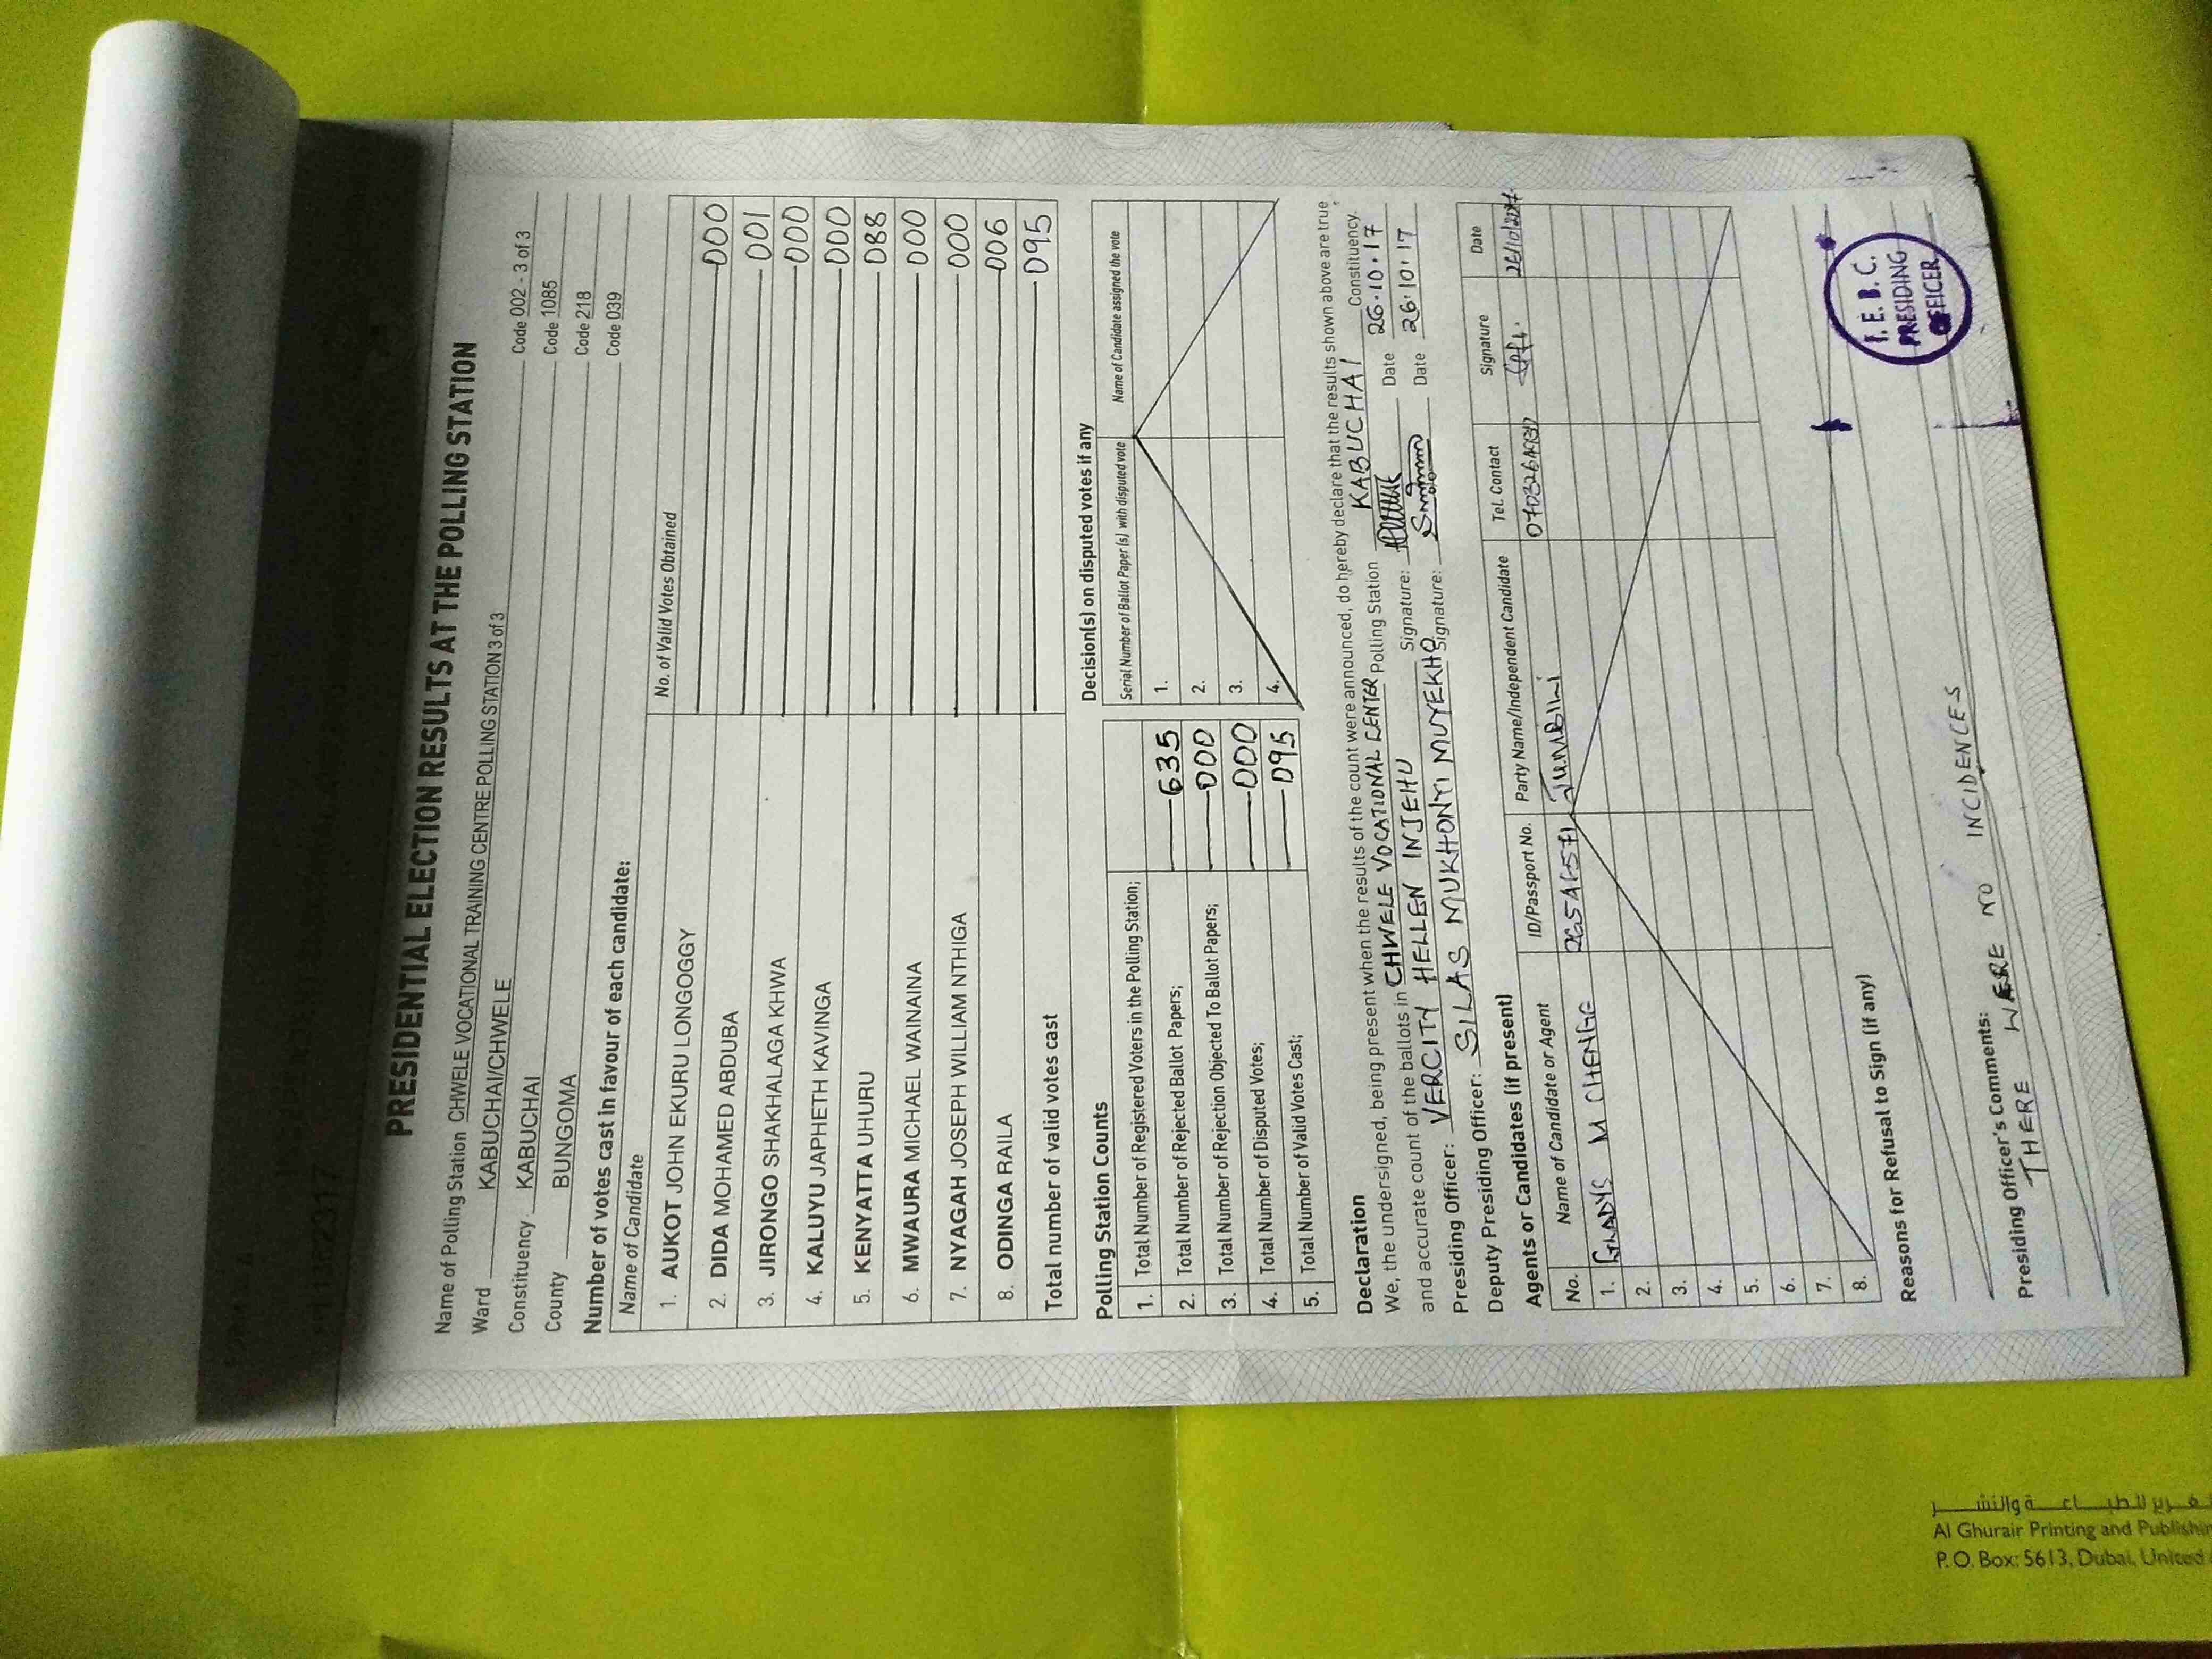 PRESIDENTIAL ELECTION RESULTS AT THE POLLING STATION
Name of Polling Station CHWELE VOCATIONAL TRAINING CENTRE POLLING STATION 3 of 3 Code 002 - 3 of 3
Ward KABUCHAI/CHWELE Code 1085
Constituency KABUCHAI Code 218
County BUNGOMA Code 039
Number of votes cast in favour of each candidate:
Name of Candidate No. of Valid Votes Obtained
1. AUKOT JOHN EKURU LONGOGGY 000
2. DIDA MOHAMED ABDUBA 001
3. JIRONGO SHAKHALAGA KHWA 000
4. KALUYU JAPHETH KAVINGA 000
5. KENYATTA UHURU 088
6. MWAURA MICHAEL WAINAINA 000
7. NYAGAH JOSEPH WILLIAM NTHIGA 000
8. ODINGA RAILA 006
Total number of valid votes cast 095
Polling Station Counts
1. Total Number of Registered Voters in the Polling Station; 635
2. Total Number of Rejected Ballot Papers; 000
3. Total Number of Rejection Objected To Ballot Papers;
4. Total Number of Disputed Votes; 000
5. Total Number of Valid Votes Cast; 095
Decision(s) on disputed votes if any
Serial Number of Ballot Paper (s) with disputed vote Name of Candidate assigned the vote
1.
2.
3.
4.
Declaration
We, the undersigned, being present when the results of the count were announced, do hereby declare that the results shown above are true
and accurate count of the ballots in CHWELE VOCATIONAL CENTER Polling Station KABUCHAI Constituency.
Presiding Officer: VERCITY HELLEN INJEHU Signature: Date 26.10.17
Deputy Presiding Officer: SILAS MUKHONYI MUYEKHO Signature: Date 26.10.17
Agents or Candidates (if present)
No. Name of Candidate or Agent ID/Passport No. Party Name/Independent Candidate Tel. Contact Signature Date
1. GLADYS M CHENGE 26/10/2017
2.
3.
4.
5.
6.
7.
8.
Reasons for Refusal to Sign (if any)
Presiding Officer's Comments:
THERE WERE NO INCIDENCES
I. E. B. C.
PRESIDING
OFFICER
Al Ghurair Printing and
P.O. Box: 5613, Dubai, United